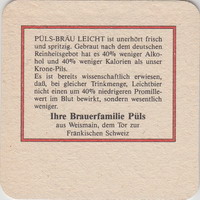 PÜLS-BRÄU LEICHT ist unerhört frisch
und spritzig. Gebraut nach dem deutschen
Reinheitsgebot hat es 40% weniger Alko-
hol und 40% weniger Kalorien als unser
Krone-Pils.
Es ist bereits wissenschaftlich erwiesen,
daß, bei gleicher Trinkmenge, Leichtbier
nicht einen um 40% niedrigeren Promille-
wert im Blut bewirkt, sondern wesentlich
weniger.
Ihre Brauerfamilie Püls
aus Weismain, dem Tor zur
Fränkischen Schweiz